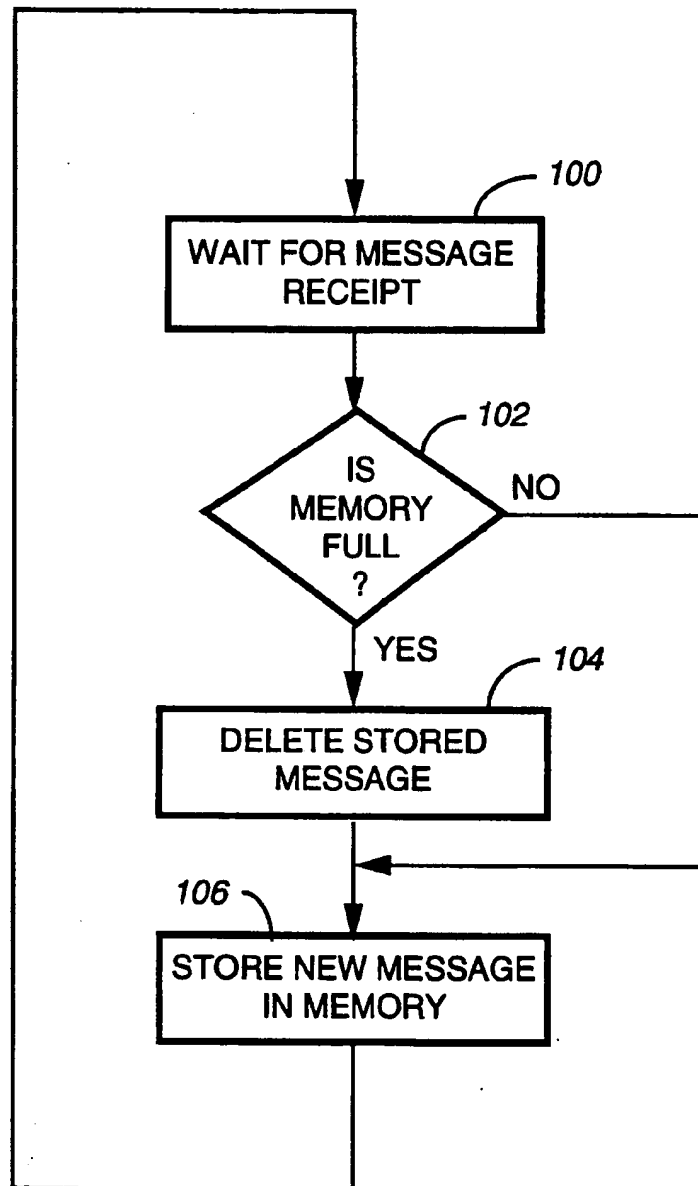 100
WAIT FOR MESSAGE
RECEIPT
102
IS
MEMORY
FULL
?
NO
YES
104
DELETE STORED
MESSAGE
106
STORE NEW MESSAGE
IN MEMORY